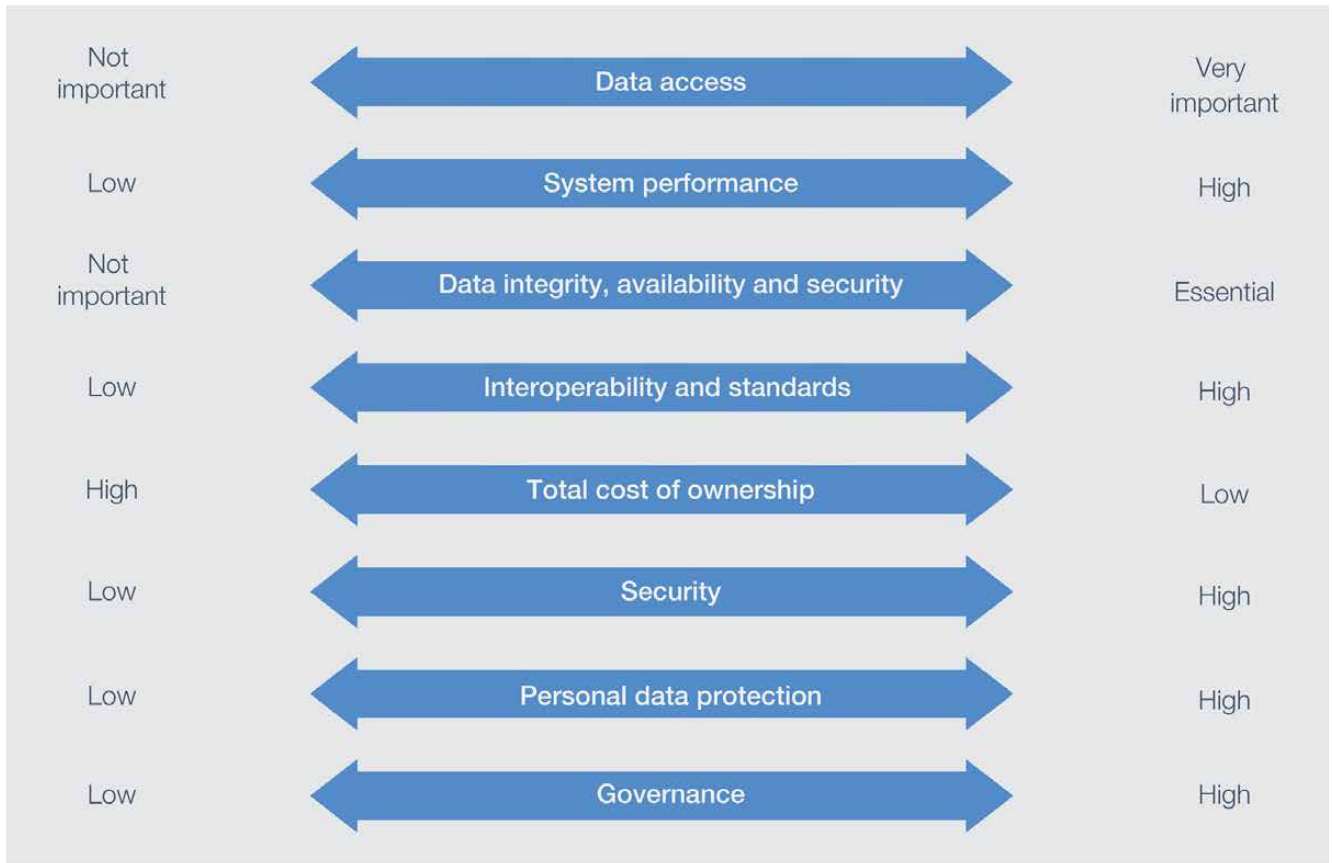 Not
important
Data access
Very
important
Low
System performance
High
Not
important
Data integrity, availability and security
Essential
Low
Interoperability and standards
High
High
Total cost of ownership
Low
Low
Security
High
Low
Personal data protection
High
Low
Governance
High